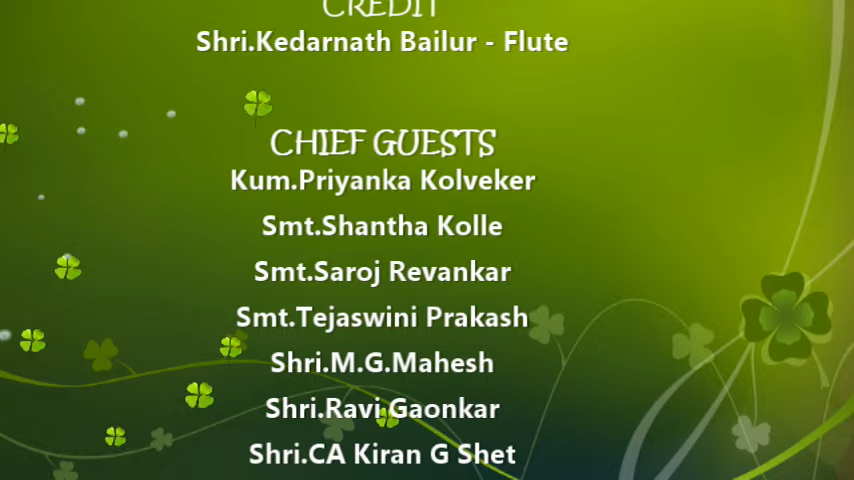 CREDIT
Shri.Kedarnath Bailur - Flute
CHIEF GUESTS
Kum.Priyanka Kolveker
Smt.Shantha Kolle
Smt.Saroj Revankar
Smt.Tejaswini Prakash
Shri.M.G.Mahesh
Shri.Ravi Gaonkar
Shri.CA Kiran G Shet